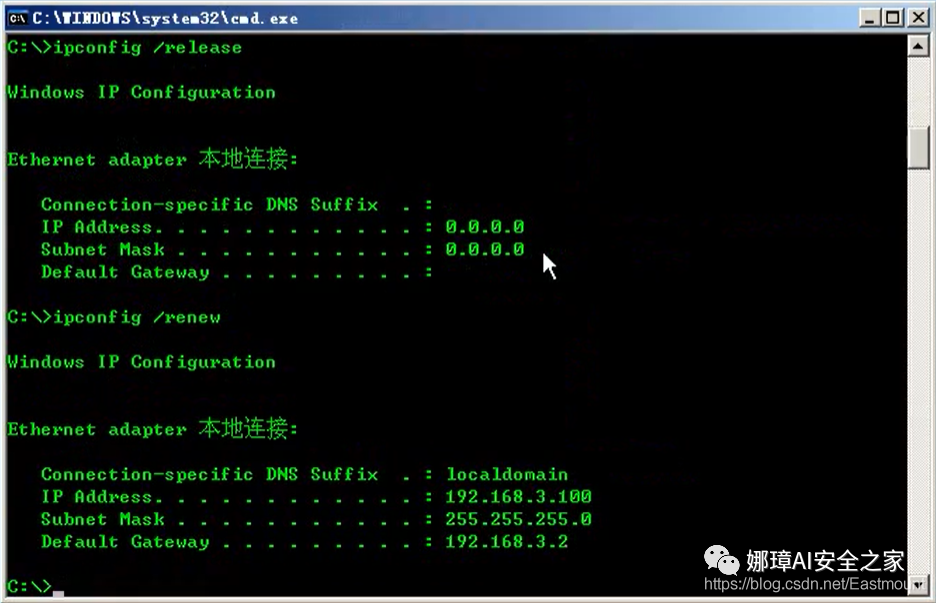 C:\WINDOWS\system32\cmd.exe
C:\>ipconfig /release
Windows IP Configuration
Ethernet adapter 本地连接:
Connection-specific DNS Suffix . :
IP Address. . . . . . . . . . . . : 0.0.0.0
Subnet Mask . . . . . . . . . . . : 0.0.0.0
Default Gateway . . . . . . . . . :
C:\>ipconfig /renew
Windows IP Configuration
Ethernet adapter 本地连接:
Connection-specific DNS Suffix . : localdomain
IP Address. . . . . . . . . . . . : 192.168.3.100
Subnet Mask . . . . . . . . . . . : 255.255.255.0
Default Gateway . . . . . . . . . : 192.168.3.2
C:\>
娜璋AI安全之家
https://blog.csdn.net/Eastmou